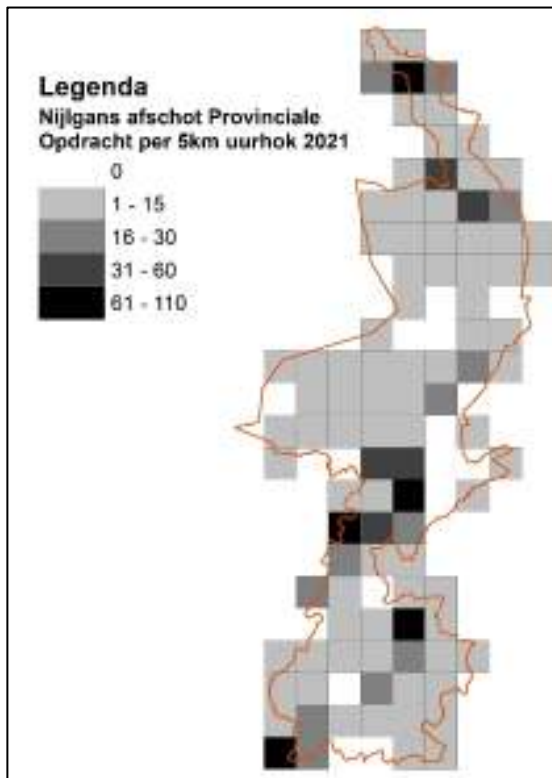 Legenda
Nijlgans afschot Provinciale
Opdracht per 5km uurhok 2021
0
1 - 15
16 - 30
31 - 60
61 - 110